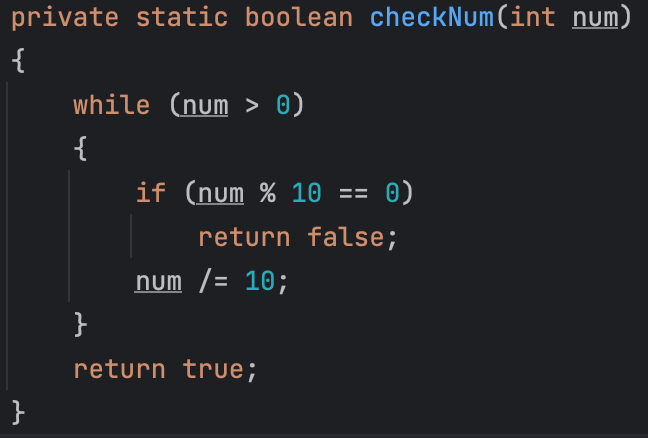 private static boolean checkNum(int num)
{
    while (num > 0)
    {
        if (num % 10 == 0)
            return false;
        num /= 10;
    }
    return true;
}